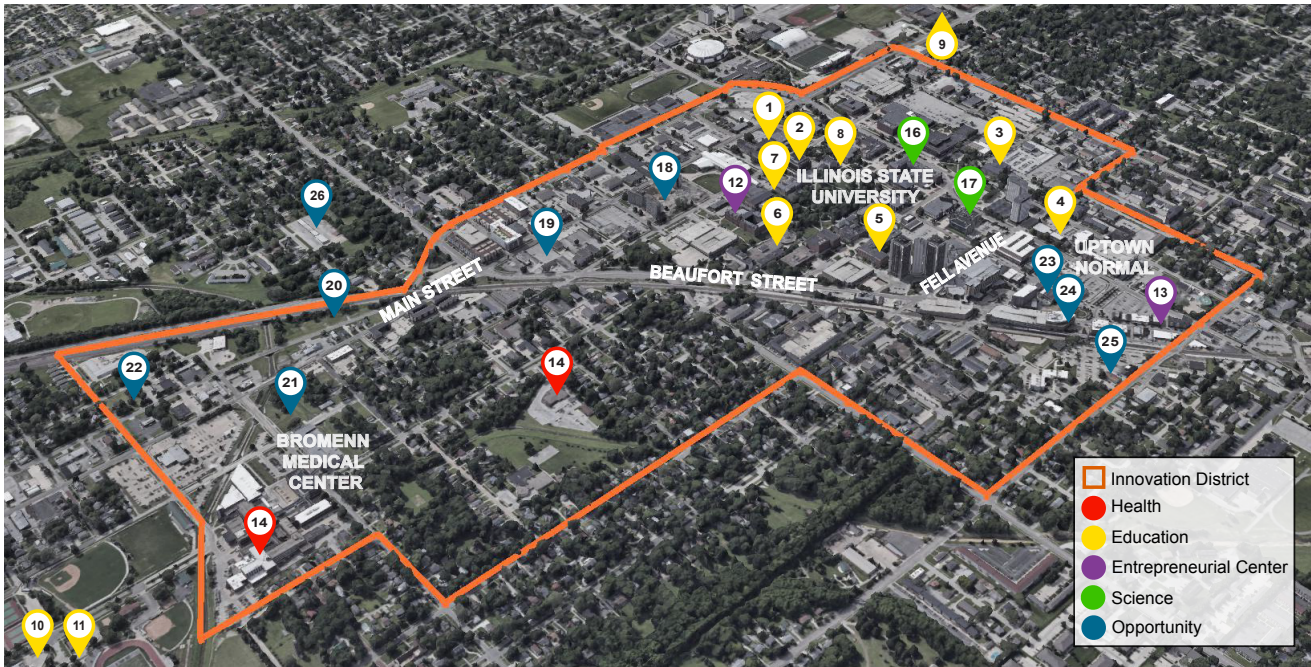 9
1
2
8
16
3
7
18
12
ILLINOIS STATE
UNIVERSITY
17
26
4
6
5
19
UPTOWN
NORMAL
23
BEAUFORT STREET
FELL AVENUE
MAIN STREET
20
24
13
25
22
14
21
BROMENN
MEDICAL
CENTER
14
10
11
Innovation District
Health
Education
Entrepreneurial Center
Science
Opportunity